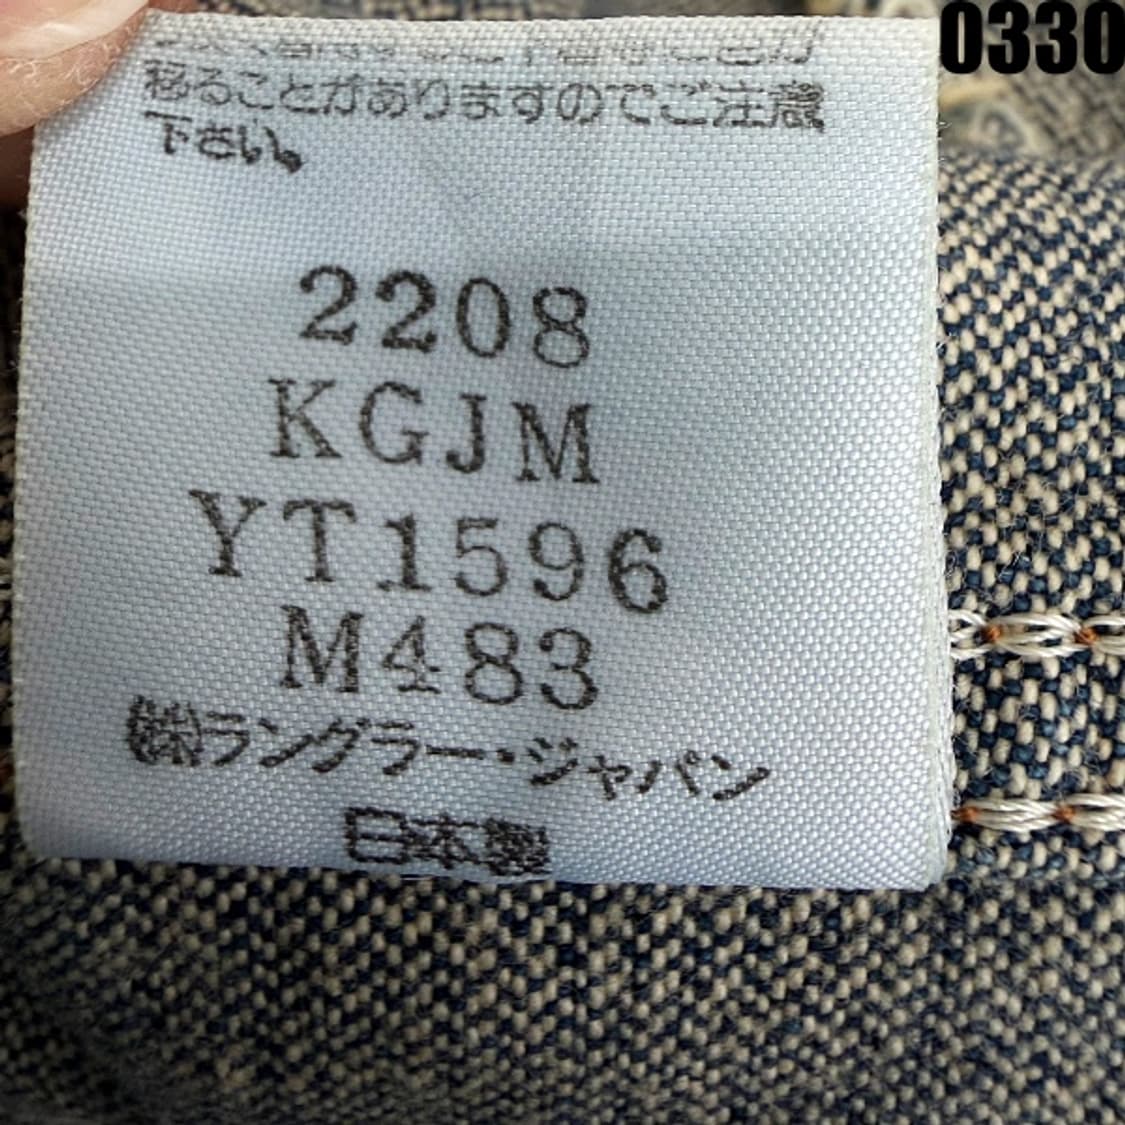 0330
移ることがありますのでご注意
下さい。
2208
KGJM
YT1596
M483
㈱ラングラー・ジャパン
日本製